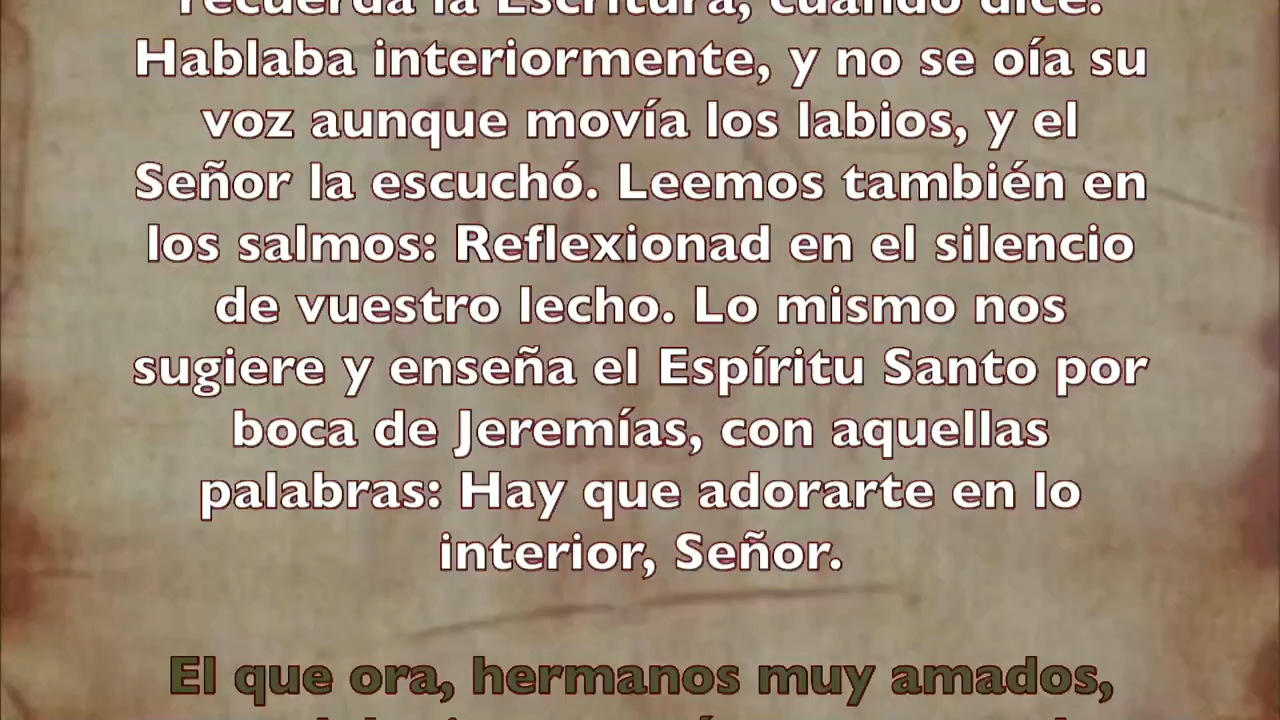 recuerda la Escritura, cuando dice:
Hablaba interiormente, y no se oía su
voz aunque movía los labios, y el
Señor la escuchó. Leemos también en
los salmos: Reflexionad en el silencio
de vuestro lecho. Lo mismo nos
sugiere y enseña el Espíritu Santo por
boca de Jeremías, con aquellas
palabras: Hay que adorarte en lo
interior, Señor.
El que ora, hermanos muy amados,